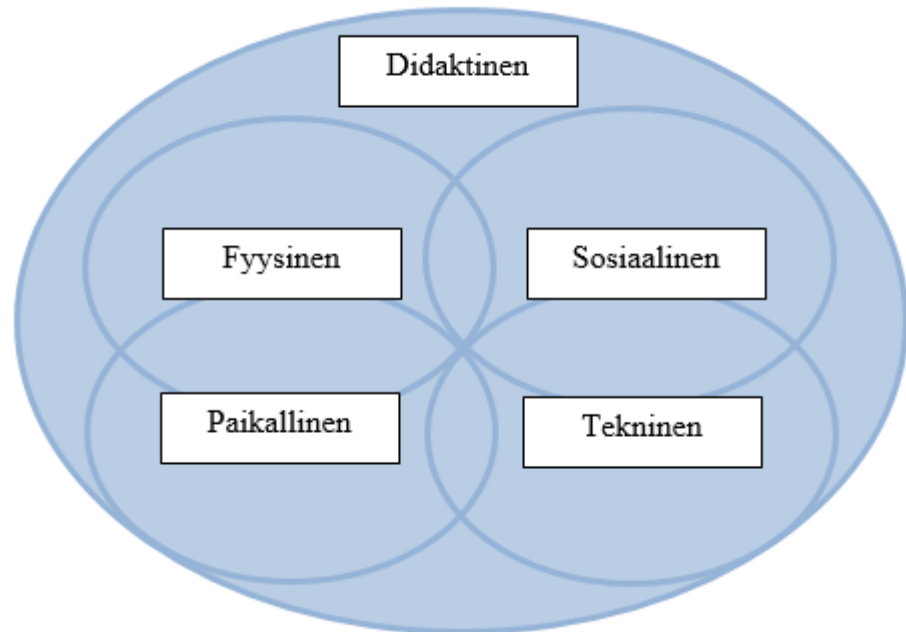 Didaktinen
Fyysinen
Sosiaalinen
Paikallinen
Tekninen